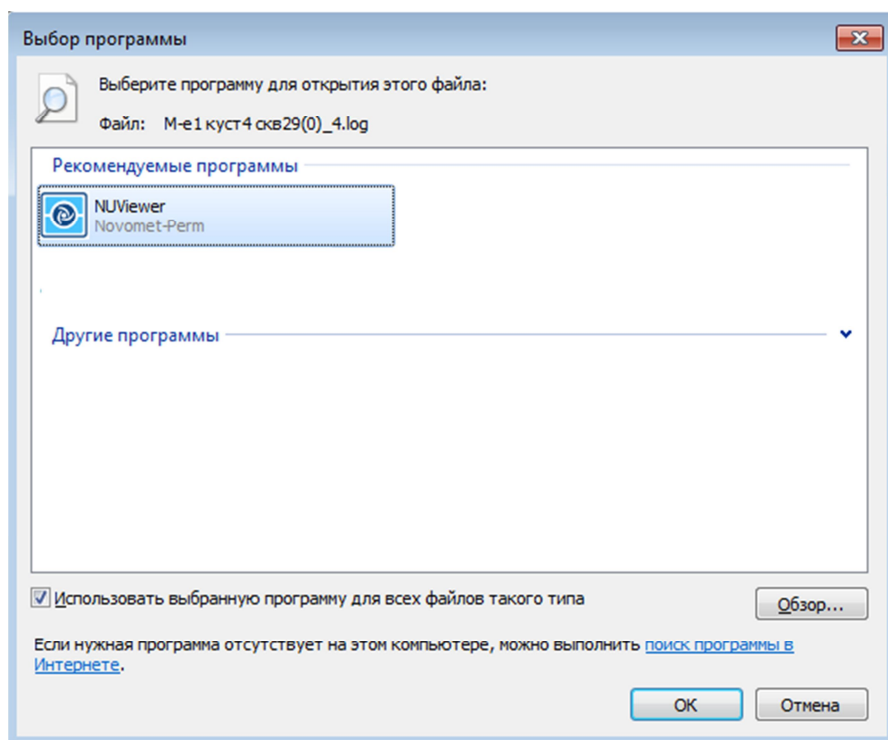 Выбор программы
Выберите программу для открытия этого файла:
Файл: М-е1 куст4 скв29(0)_4.log
Рекомендуемые программы
NUViewer
Novomet-Perm
Другие программы
Использовать выбранную программу для всех файлов такого типа
Обзор...
Если нужная программа отсутствует на этом компьютере, можно выполнить поиск программы в
Интернете.
ОК
Отмена